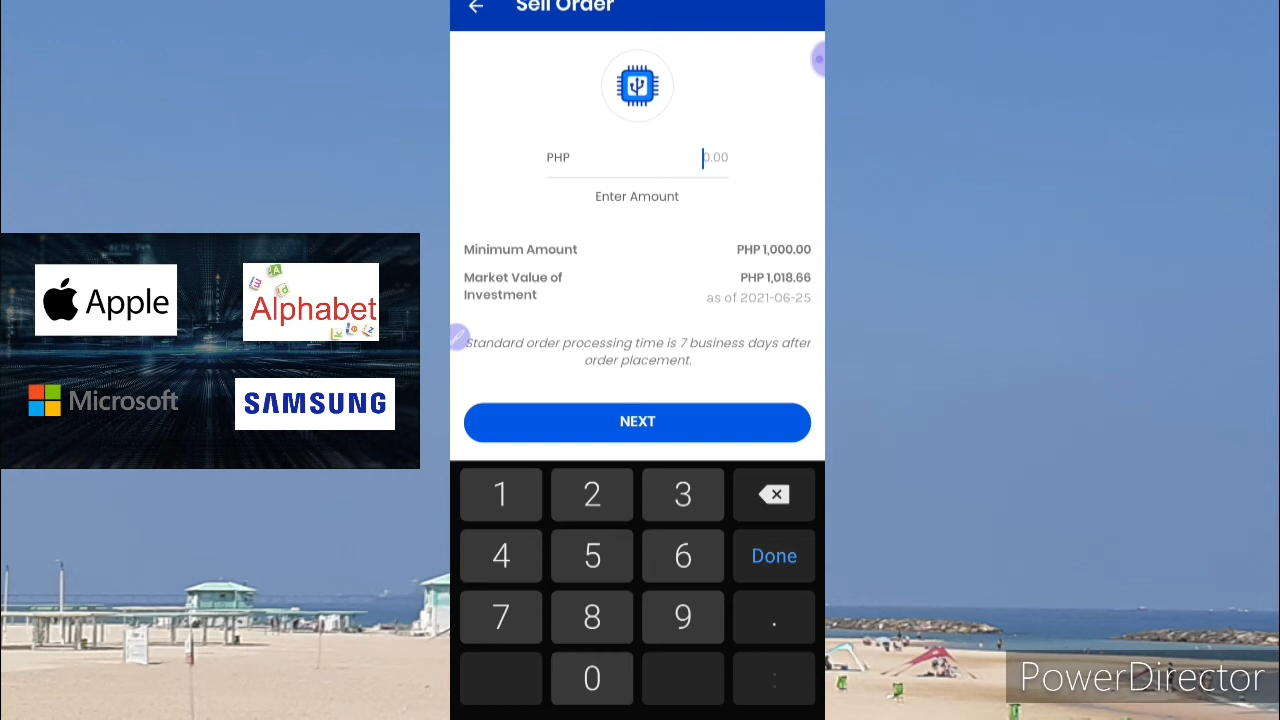 Sell Order
PHP 0.00
Enter Amount
Minimum Amount PHP 1,000.00
Market Value of PHP 1,018.66
Investment as of 2021-06-25
Standard order processing time is 7 business days after
order placement.
NEXT
1 2 3
4 5 6 Done
7 8 9 .
0 :
Apple
Alphabet
Microsoft
SAMSUNG
PowerDirector